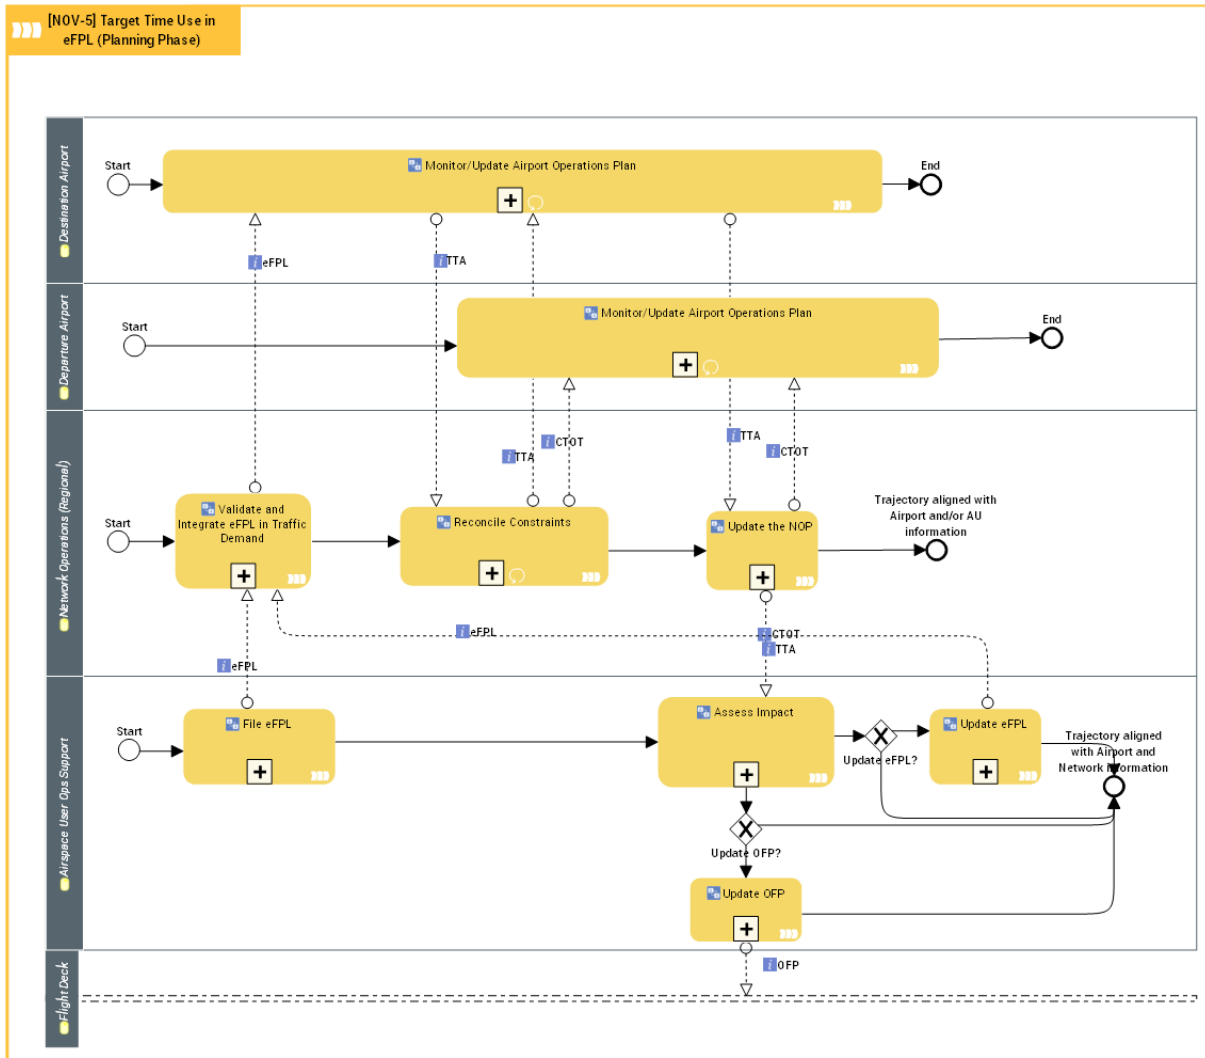 [NOV-5] Target Time Use in
eFPL (Planning Phase)
Destination Airport
Start
Monitor/Update Airport Operations Plan
End
eFPL
TTA
Departure Airport
Start
Monitor/Update Airport Operations Plan
End
Network Operations (Regional)
TTA
CTOT
TTA
CTOT
Start
Validate and
Integrate eFPL in Traffic
Demand
Reconcile Constraints
Update the NOP
Trajectory aligned with
Airport and/or AU
information
eFPL
CTOT
TTA
eFPL
Airspace User Ops Support
Start
File eFPL
Assess Impact
Update eFPL?
Update eFPL
Trajectory aligned
with Airport and
Network Information
Update OFP?
Update OFP
OFP
Flight Deck